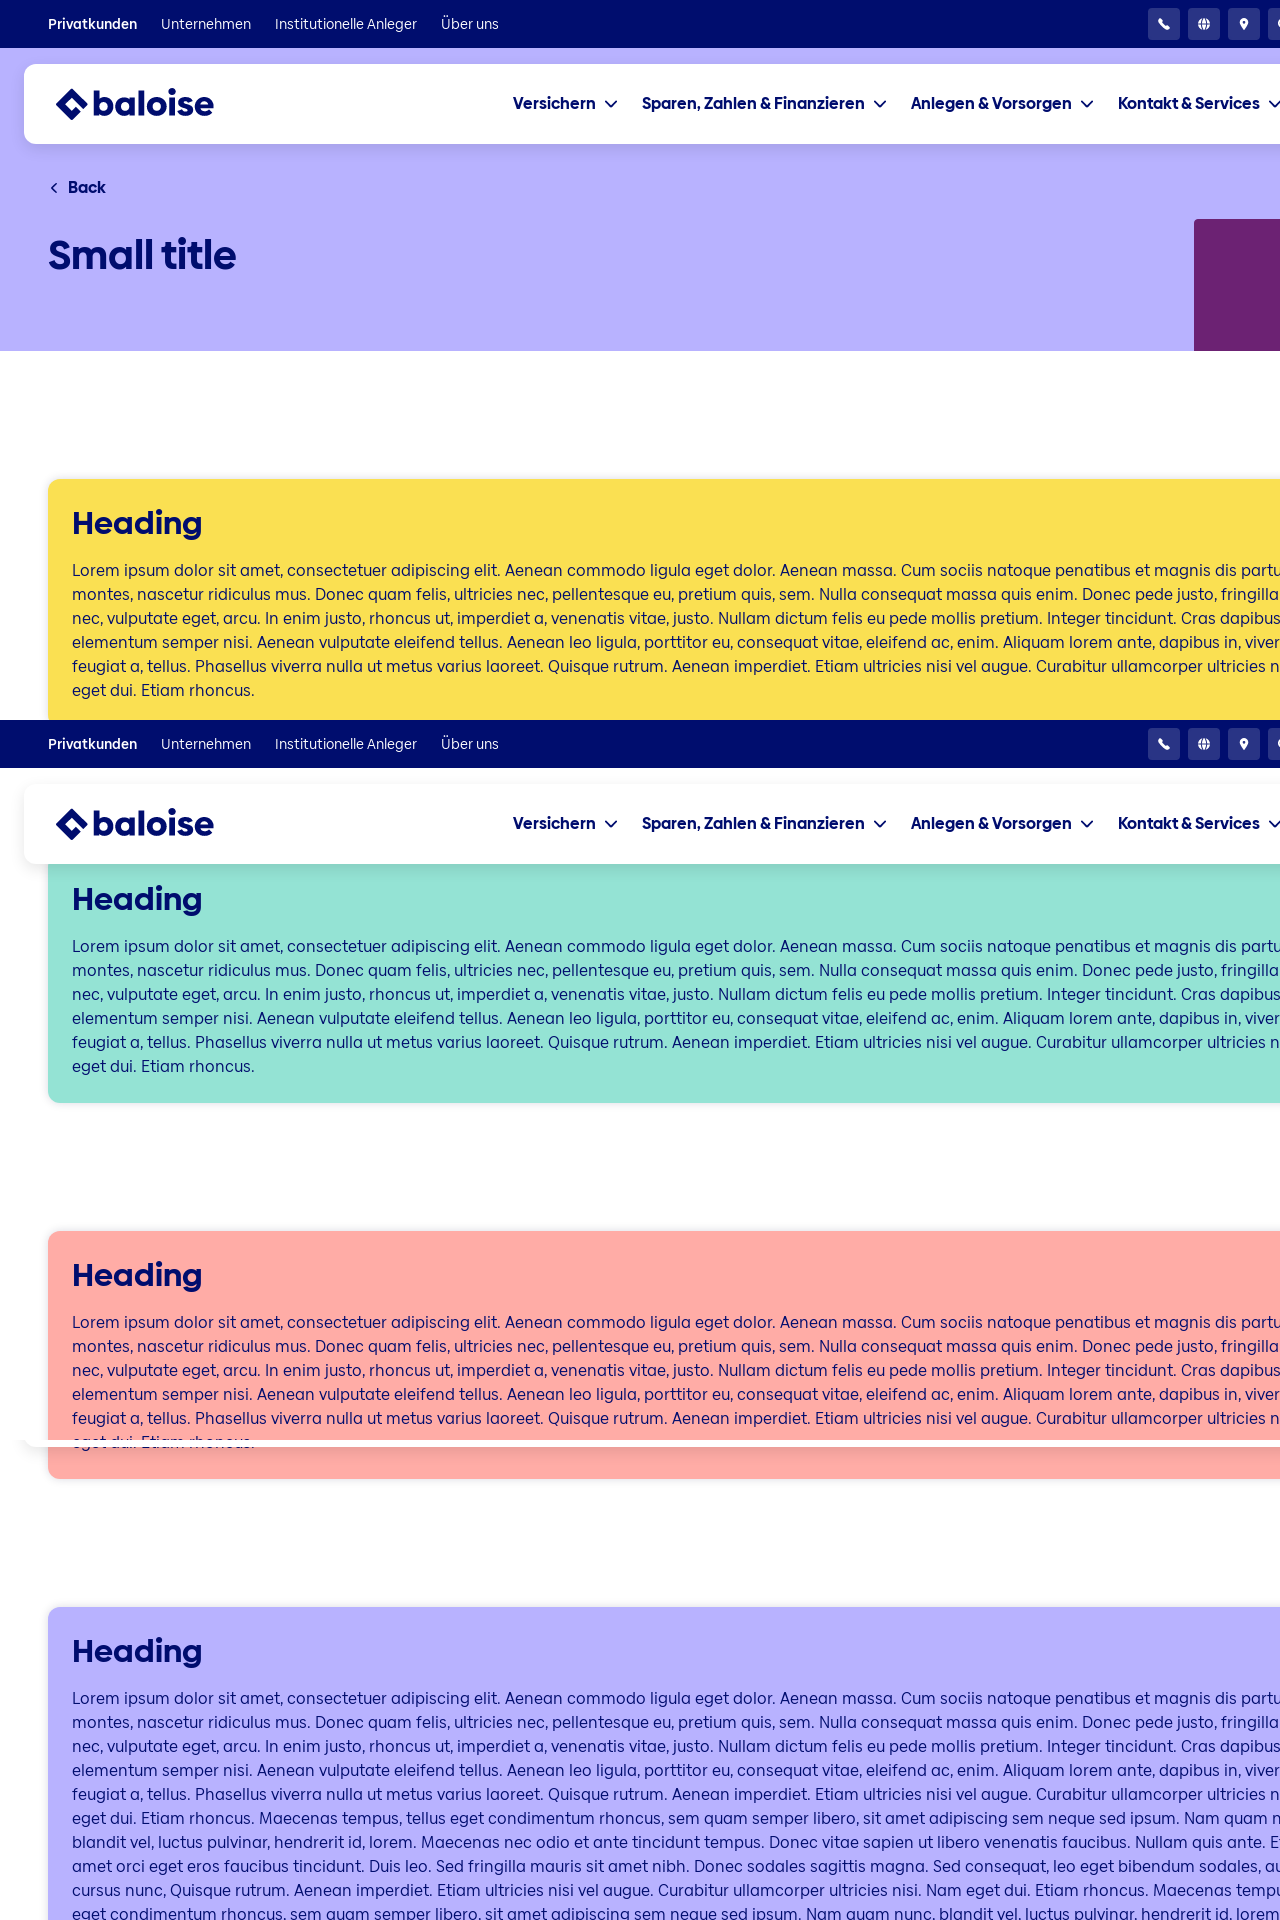 Privatkunden Unternehmen Institutionelle Anleger Über uns
baloise Versichern Sparen, Zahlen & Finanzieren Anlegen & Vorsorgen Kontakt & Services
Back
Small title
Heading
Lorem ipsum dolor sit amet, consectetuer adipiscing elit. Aenean commodo ligula eget dolor. Aenean massa. Cum sociis natoque penatibus et magnis dis
montes, nascetur ridiculus mus. Donec quam felis, ultricies nec, pellentesque eu, pretium quis, sem. Nulla consequat massa quis enim. Donec pede justo, fringilla
nec, vulputate eget, arcu. In enim justo, rhoncus ut, imperdiet a, venenatis vitae, justo. Nullam dictum felis eu pede mollis pretium. Integer tincidunt. Cras dapibus
elementum semper nisi. Aenean vulputate eleifend tellus. Aenean leo ligula, porttitor eu, consequat vitae, eleifend ac, enim. Aliquam lorem ante, dapibus in,
feugiat a, tellus. Phasellus viverra nulla ut metus varius laoreet. Quisque rutrum. Aenean imperdiet. Etiam ultricies nisi vel augue. Curabitur ullamcorper ultricies
eget dui. Etiam rhoncus.
Privatkunden Unternehmen Institutionelle Anleger Über uns
baloise Versichern Sparen, Zahlen & Finanzieren Anlegen & Vorsorgen Kontakt & Services
Heading
Lorem ipsum dolor sit amet, consectetuer adipiscing elit. Aenean commodo ligula eget dolor. Aenean massa. Cum sociis natoque penatibus et magnis dis
montes, nascetur ridiculus mus. Donec quam felis, ultricies nec, pellentesque eu, pretium quis, sem. Nulla consequat massa quis enim. Donec pede justo, fringilla
nec, vulputate eget, arcu. In enim justo, rhoncus ut, imperdiet a, venenatis vitae, justo. Nullam dictum felis eu pede mollis pretium. Integer tincidunt. Cras dapibus
elementum semper nisi. Aenean vulputate eleifend tellus. Aenean leo ligula, porttitor eu, consequat vitae, eleifend ac, enim. Aliquam lorem ante, dapibus in,
feugiat a, tellus. Phasellus viverra nulla ut metus varius laoreet. Quisque rutrum. Aenean imperdiet. Etiam ultricies nisi vel augue. Curabitur ullamcorper ultricies
eget dui. Etiam rhoncus.
Heading
Lorem ipsum dolor sit amet, consectetuer adipiscing elit. Aenean commodo ligula eget dolor. Aenean massa. Cum sociis natoque penatibus et magnis dis
montes, nascetur ridiculus mus. Donec quam felis, ultricies nec, pellentesque eu, pretium quis, sem. Nulla consequat massa quis enim. Donec pede justo, fringilla
nec, vulputate eget, arcu. In enim justo, rhoncus ut, imperdiet a, venenatis vitae, justo. Nullam dictum felis eu pede mollis pretium. Integer tincidunt. Cras dapibus
elementum semper nisi. Aenean vulputate eleifend tellus. Aenean leo ligula, porttitor eu, consequat vitae, eleifend ac, enim. Aliquam lorem ante, dapibus in,
feugiat a, tellus. Phasellus viverra nulla ut metus varius laoreet. Quisque rutrum. Aenean imperdiet. Etiam ultricies nisi vel augue. Curabitur ullamcorper ultricies
eget dui. Etiam rhoncus.
Heading
Lorem ipsum dolor sit amet, consectetuer adipiscing elit. Aenean commodo ligula eget dolor. Aenean massa. Cum sociis natoque penatibus et magnis dis
montes, nascetur ridiculus mus. Donec quam felis, ultricies nec, pellentesque eu, pretium quis, sem. Nulla consequat massa quis enim. Donec pede justo, fringilla
nec, vulputate eget, arcu. In enim justo, rhoncus ut, imperdiet a, venenatis vitae, justo. Nullam dictum felis eu pede mollis pretium. Integer tincidunt. Cras dapibus
elementum semper nisi. Aenean vulputate eleifend tellus. Aenean leo ligula, porttitor eu, consequat vitae, eleifend ac, enim. Aliquam lorem ante, dapibus in,
feugiat a, tellus. Phasellus viverra nulla ut metus varius laoreet. Quisque rutrum. Aenean imperdiet. Etiam ultricies nisi vel augue. Curabitur ullamcorper ultricies
eget dui. Etiam rhoncus. Maecenas tempus, tellus eget condimentum rhoncus, sem quam semper libero, sit amet adipiscing sem neque sed ipsum. Nam quam
blandit vel, luctus pulvinar, hendrerit id, lorem. Maecenas nec odio et ante tincidunt tempus. Donec vitae sapien ut libero venenatis faucibus. Nullam quis ante.
amet orci eget eros faucibus tincidunt. Duis leo. Sed fringilla mauris sit amet nibh. Donec sodales sagittis magna. Sed consequat, leo eget bibendum sodales,
cursus nunc, Quisque rutrum. Aenean imperdiet. Etiam ultricies nisi vel augue. Curabitur ullamcorper ultricies nisi. Nam eget dui. Etiam rhoncus. Maecenas
eget condimentum rhoncus, sem quam semper libero, sit amet adipiscing sem neque sed ipsum. Nam quam nunc, blandit vel, luctus pulvinar, hendrerit id, lorem